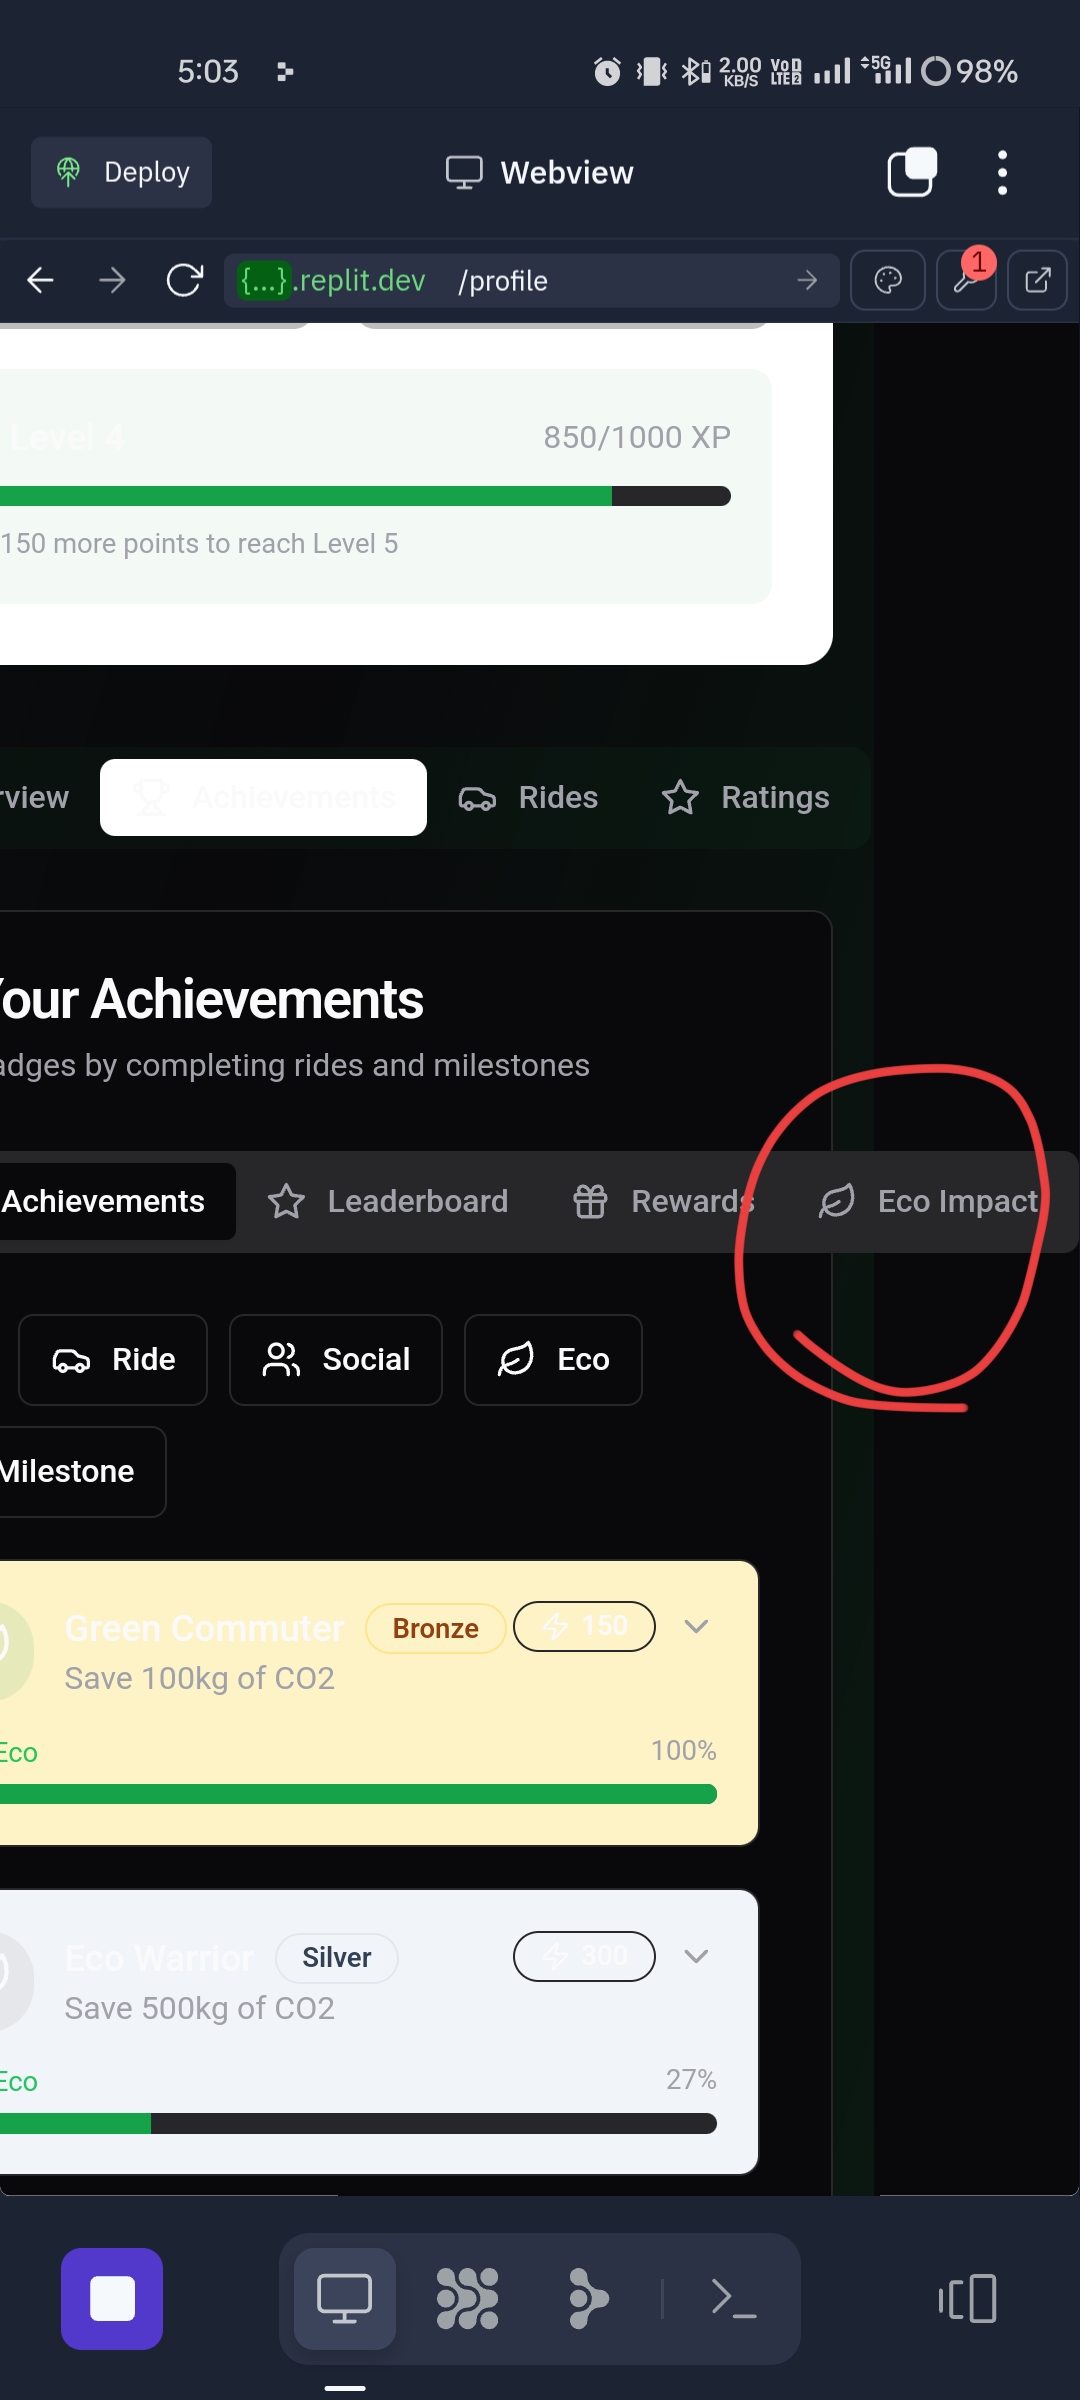 5:03 2.00 KB/S VoD LTE2 5G 98%
Deploy Webview
{...}.replit.dev /profile 1
Level 4 850/1000 XP
150 more points to reach Level 5
rview Achievements Rides Ratings
Your Achievements
adges by completing rides and milestones
Achievements Leaderboard Rewards Eco Impact
Ride Social Eco
Milestone
Green Commuter Bronze 150
Save 100kg of CO2
Eco 100%
Eco Warrior Silver 300
Save 500kg of CO2
Eco 27%